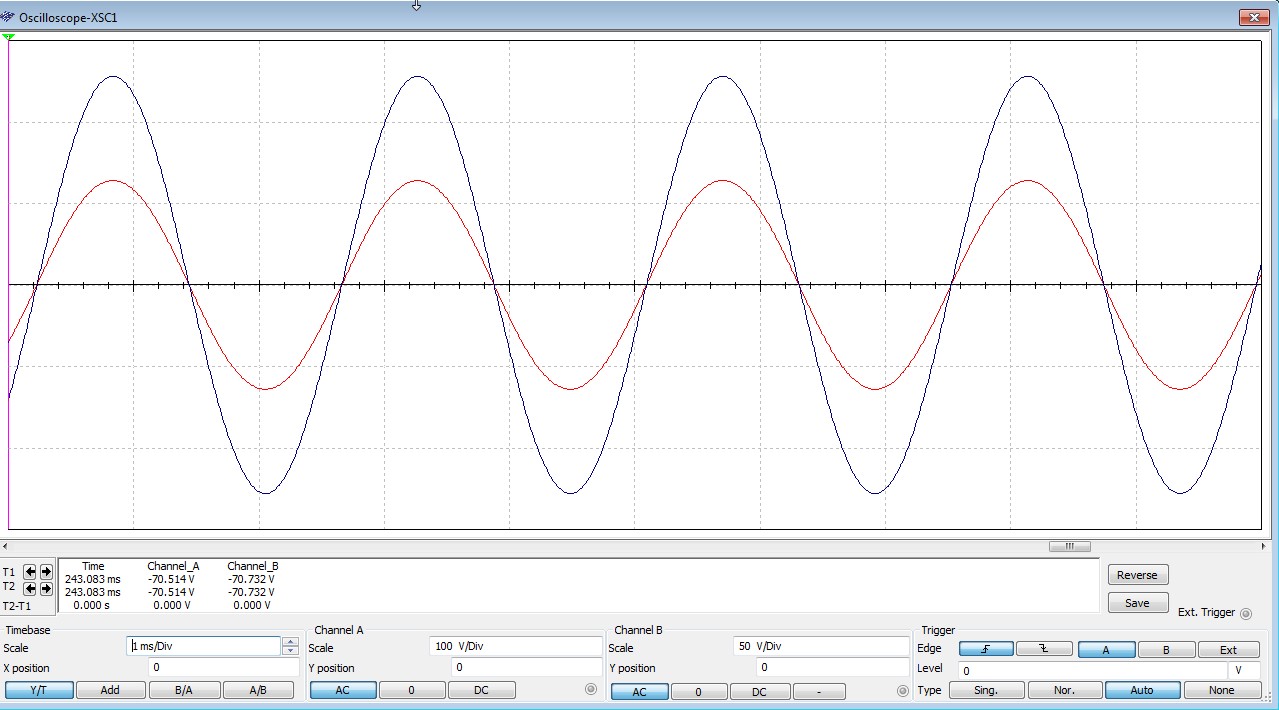 Oscilloscope-XSC1
T1
T2
T2-T1
Time Channel_A Channel_B
243.083 ms -70.514 V -70.732 V
243.083 ms -70.514 V -70.732 V
0.000 s 0.000 V 0.000 V
Reverse
Save
Ext. Trigger
Timebase
Scale 1 ms/Div
X position 0
Y/T Add B/A A/B
Channel A
Scale 100 V/Div
Y position 0
AC 0 DC
Channel B
Scale 50 V/Div
Y position 0
AC 0 DC -
Trigger
Edge A B Ext
Level 0 V
Type Sing. Nor. Auto None